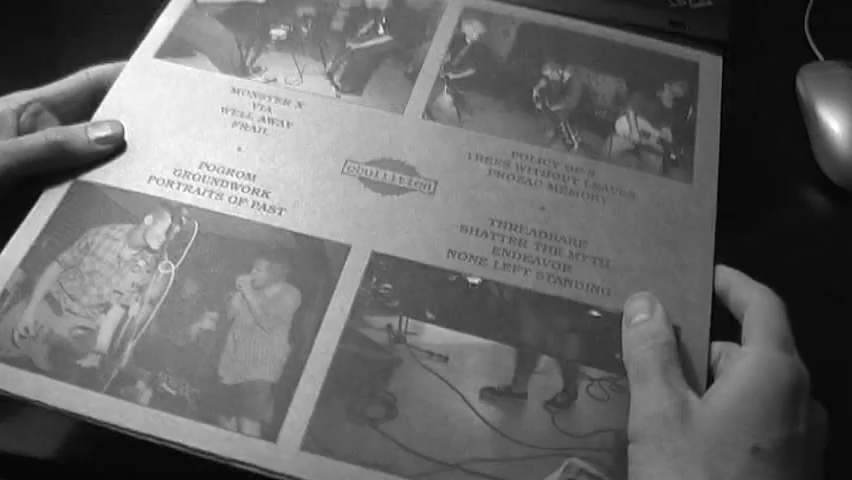 MONSTER X
VIA
WELL AWAY
FRAIL
POGROM
GROUNDWORK
PORTRAITS OF PAST
POLICY OF 3
TREES WITHOUT LEAVES
PROZAC MEMORY
THREADBARE
SHATTER THE MYTH
ENDEAVOR
NONE LEFT STANDING